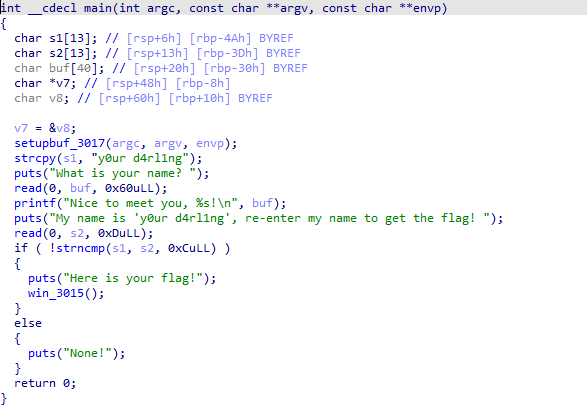 int __cdecl main(int argc, const char **argv, const char **envp)
{
char s1[13]; // [rsp+6h] [rbp-4Ah] BYREF
char s2[13]; // [rsp+13h] [rbp-3Dh] BYREF
char buf[40]; // [rsp+20h] [rbp-30h] BYREF
char *v7; // [rsp+48h] [rbp-8h]
char v8; // [rsp+60h] [rbp+10h] BYREF
v7 = &v8;
setupbuf_3017(argc, argv, envp);
strcpy(s1, "y0ur d4rl1ng");
puts("What is your name? ");
read(0, buf, 0x60uLL);
printf("Nice to meet you, %s!\n", buf);
puts("My name is 'y0ur d4rl1ng', re-enter my name to get the flag! ");
read(0, s2, 0xDuLL);
if ( !strncmp(s1, s2, 0xCuLL) )
{
puts("Here is your flag!");
win_3015();
}
else
{
puts("None!");
}
return 0;
}